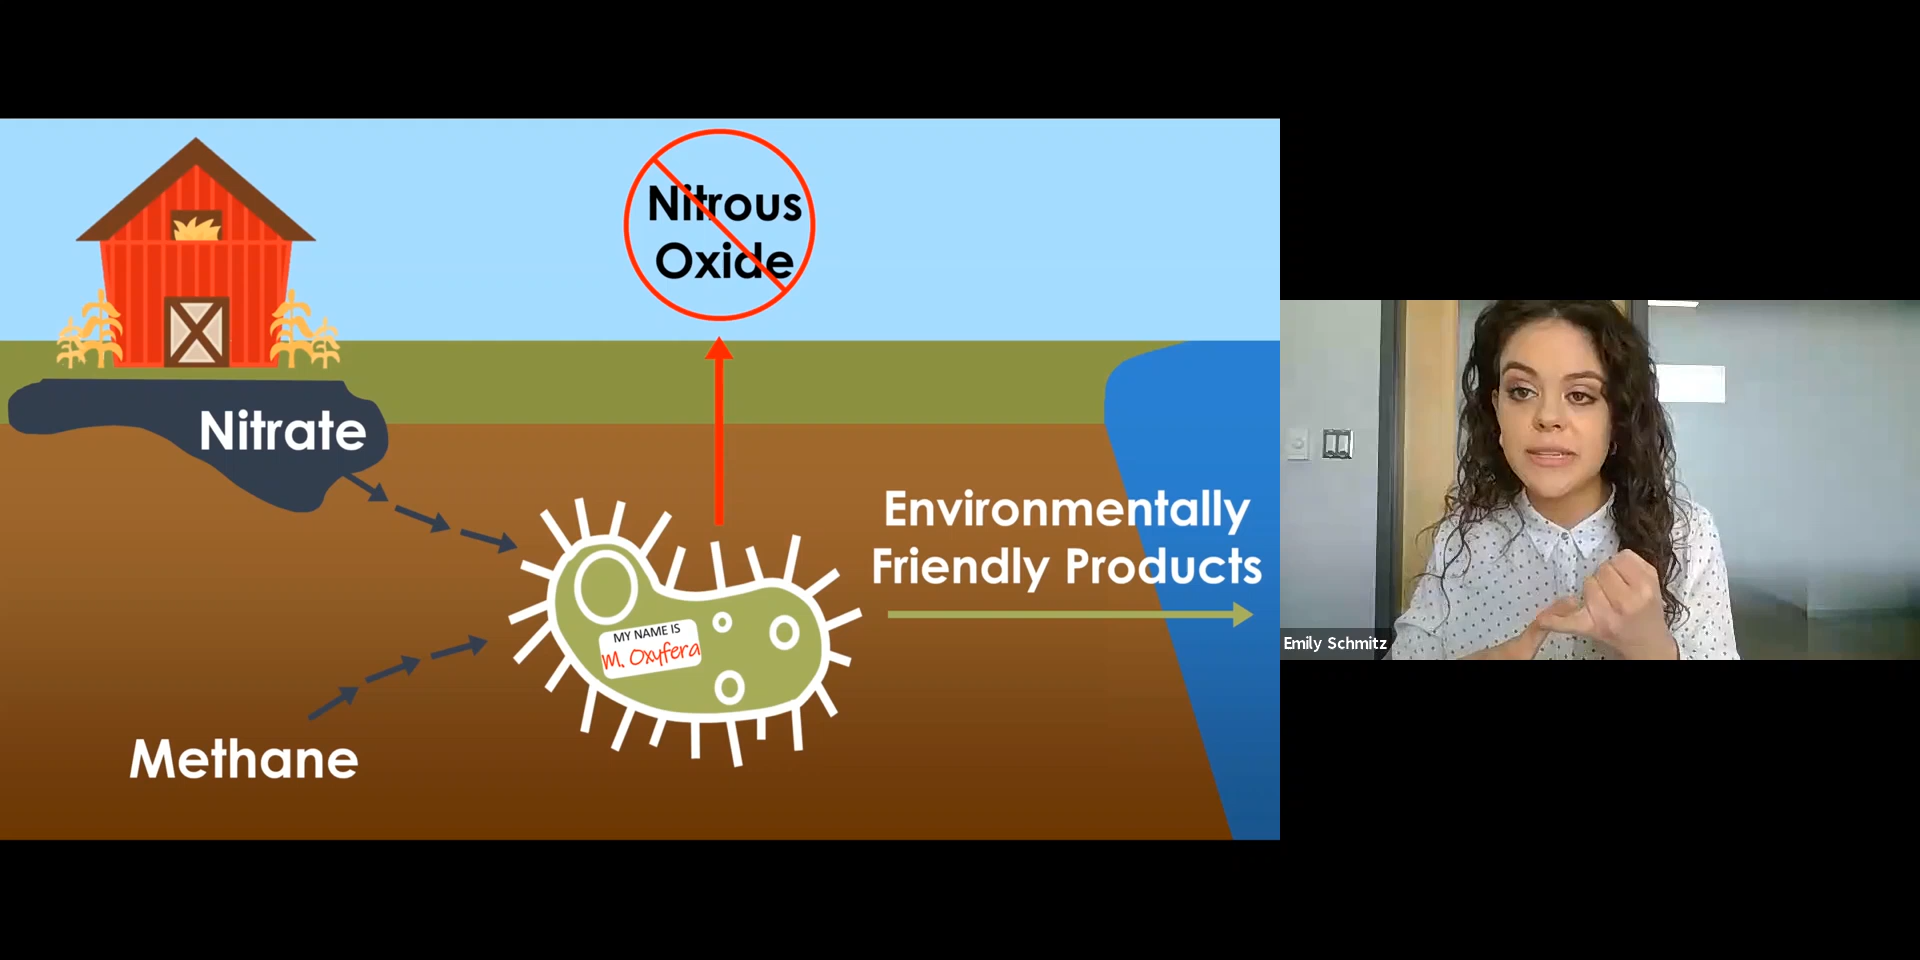 Nitrous
Oxide
Nitrate
Environmentally
Friendly Products
MY NAME IS
M. Oxyfera
Methane
Emily Schmitz